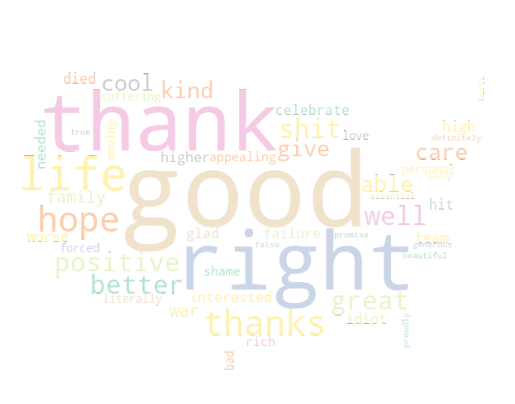 died
cool
kind
suffering
thank
celebrate
shit
love
high
definitely
needed
true
moving
higher
appealing
give
care
life
good
able
personal
family
hope
well
hit
worse
glad
failure
promise
team
forced
right
false
generous
beautiful
positive
shame
better
literally
interested
great
war
thanks
idiot
proudly
rich
bad